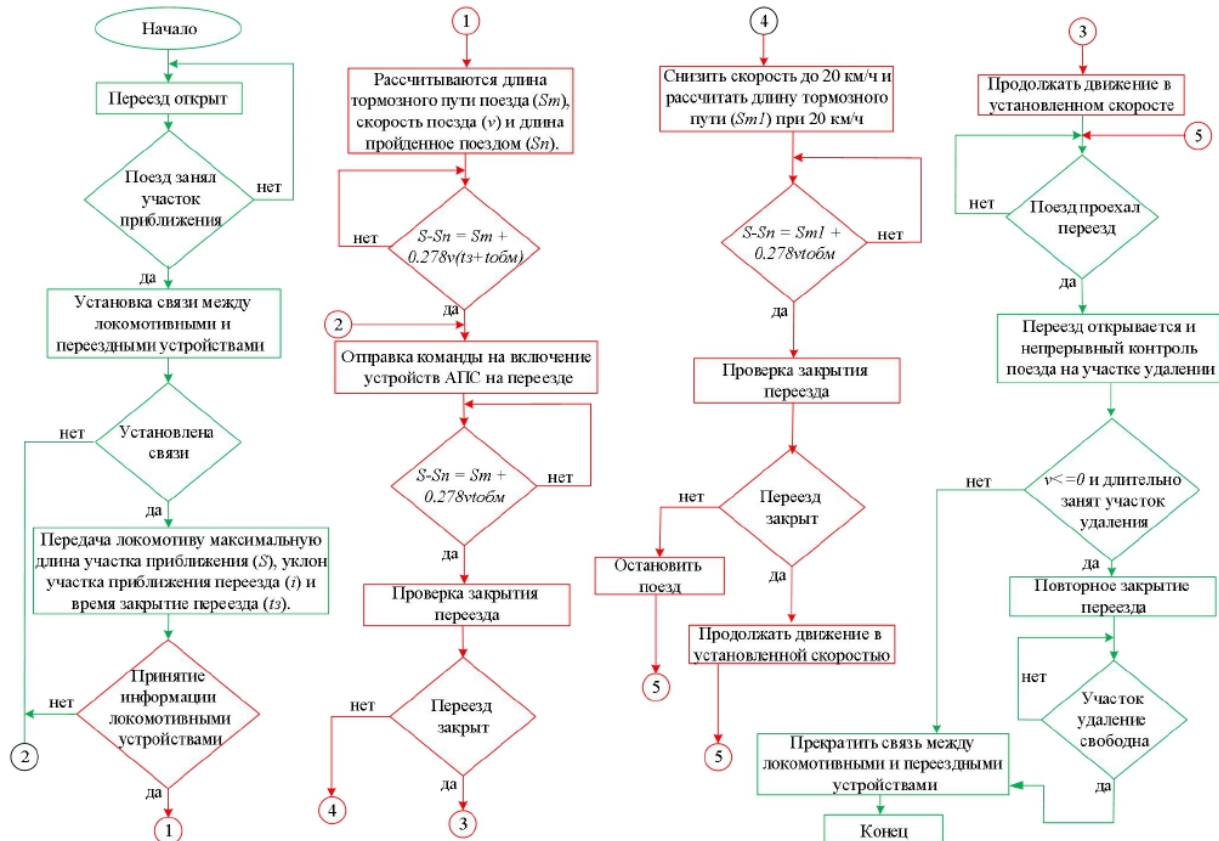 Начало
Переезд открыт
Поезд занял
участок
приближения
нет
да
Установка связи между
локомотивными и
переездными устройствами
Установлена
связи
нет
да
Передача локомотиву максимальную
длина участка приближения (S), уклон
участка приближения переезда (i) и
время закрытие переезда (tз).
Принятие
информации
локомотивными
устройствами
нет
2
да
1
1
Рассчитываются длина
тормозного пути поезда (Sm),
скорость поезда (v) и длина
пройденное поездом (Sn).
S-Sn = Sm +
0.278v(tз+tобм)
нет
да
2
Отправка команды на включение
устройств АПС на переезде
S-Sn = Sm +
0.278vtобм
нет
да
Проверка закрытия
переезда
Переезд
закрыт
нет
да
4
3
4
Снизить скорость до 20 км/ч и
рассчитать длину тормозного
пути (Sm1) при 20 км/ч
S-Sn = Sm1 +
0.278vtобм
нет
да
Проверка закрытия
переезда
Переезд
закрыт
нет
да
Остановить
поезд
5
Продолжать движение в
установленной скоростью
5
3
Продолжать движение в
установленном скоросте
5
Поезд проехал
переезд
нет
да
Переезд открывается и
непрерывный контроль
поезда на участке удалении
v<=0 и длительно
занят участок
удаления
нет
да
Повторное закрытие
переезда
Участок
удаление
свободна
нет
да
Прекратить связь между
локомотивными и переездными
устройствами
Конец